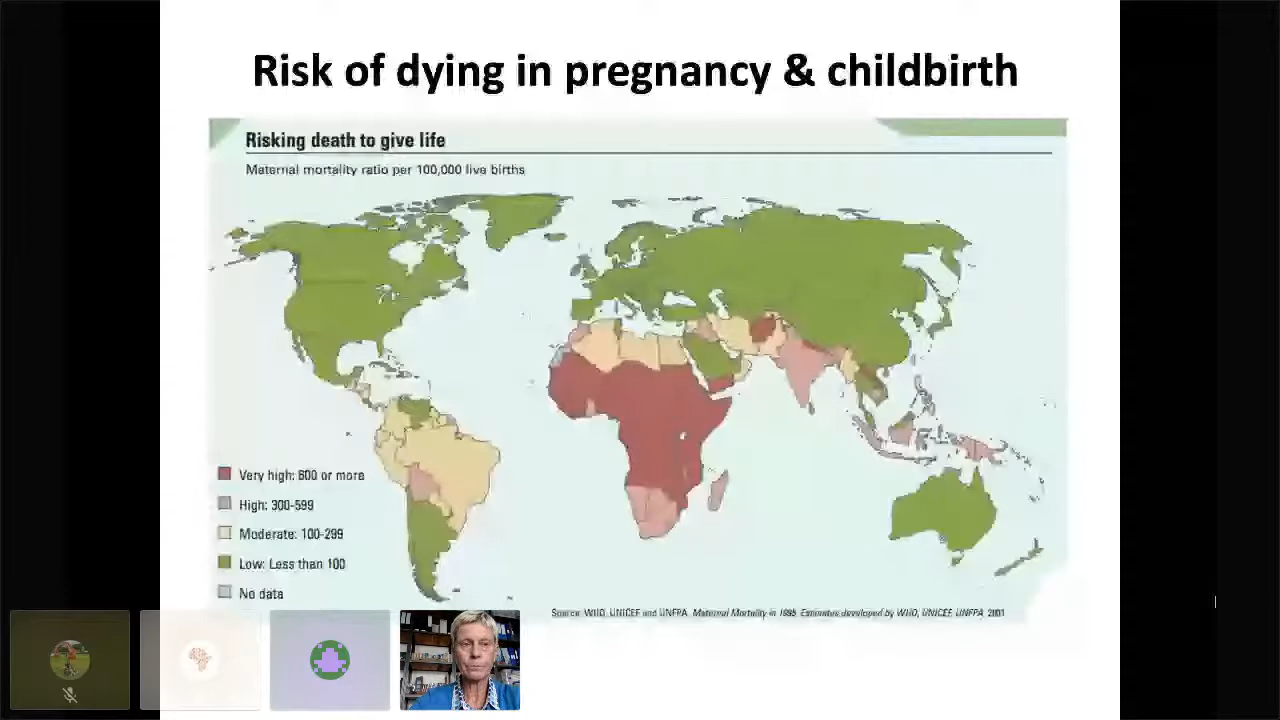 Risk of dying in pregnancy & childbirth
Risking death to give life
Maternal mortality ratio per 100,000 live births
Very high: 600 or more
High: 300-599
Moderate: 100-299
Low: Less than 100
No data
Source: WHO, UNICEF and UNFPA. Maternal Mortality in 1995. Estimates developed by WHO, UNICEF, UNFPA. 2001